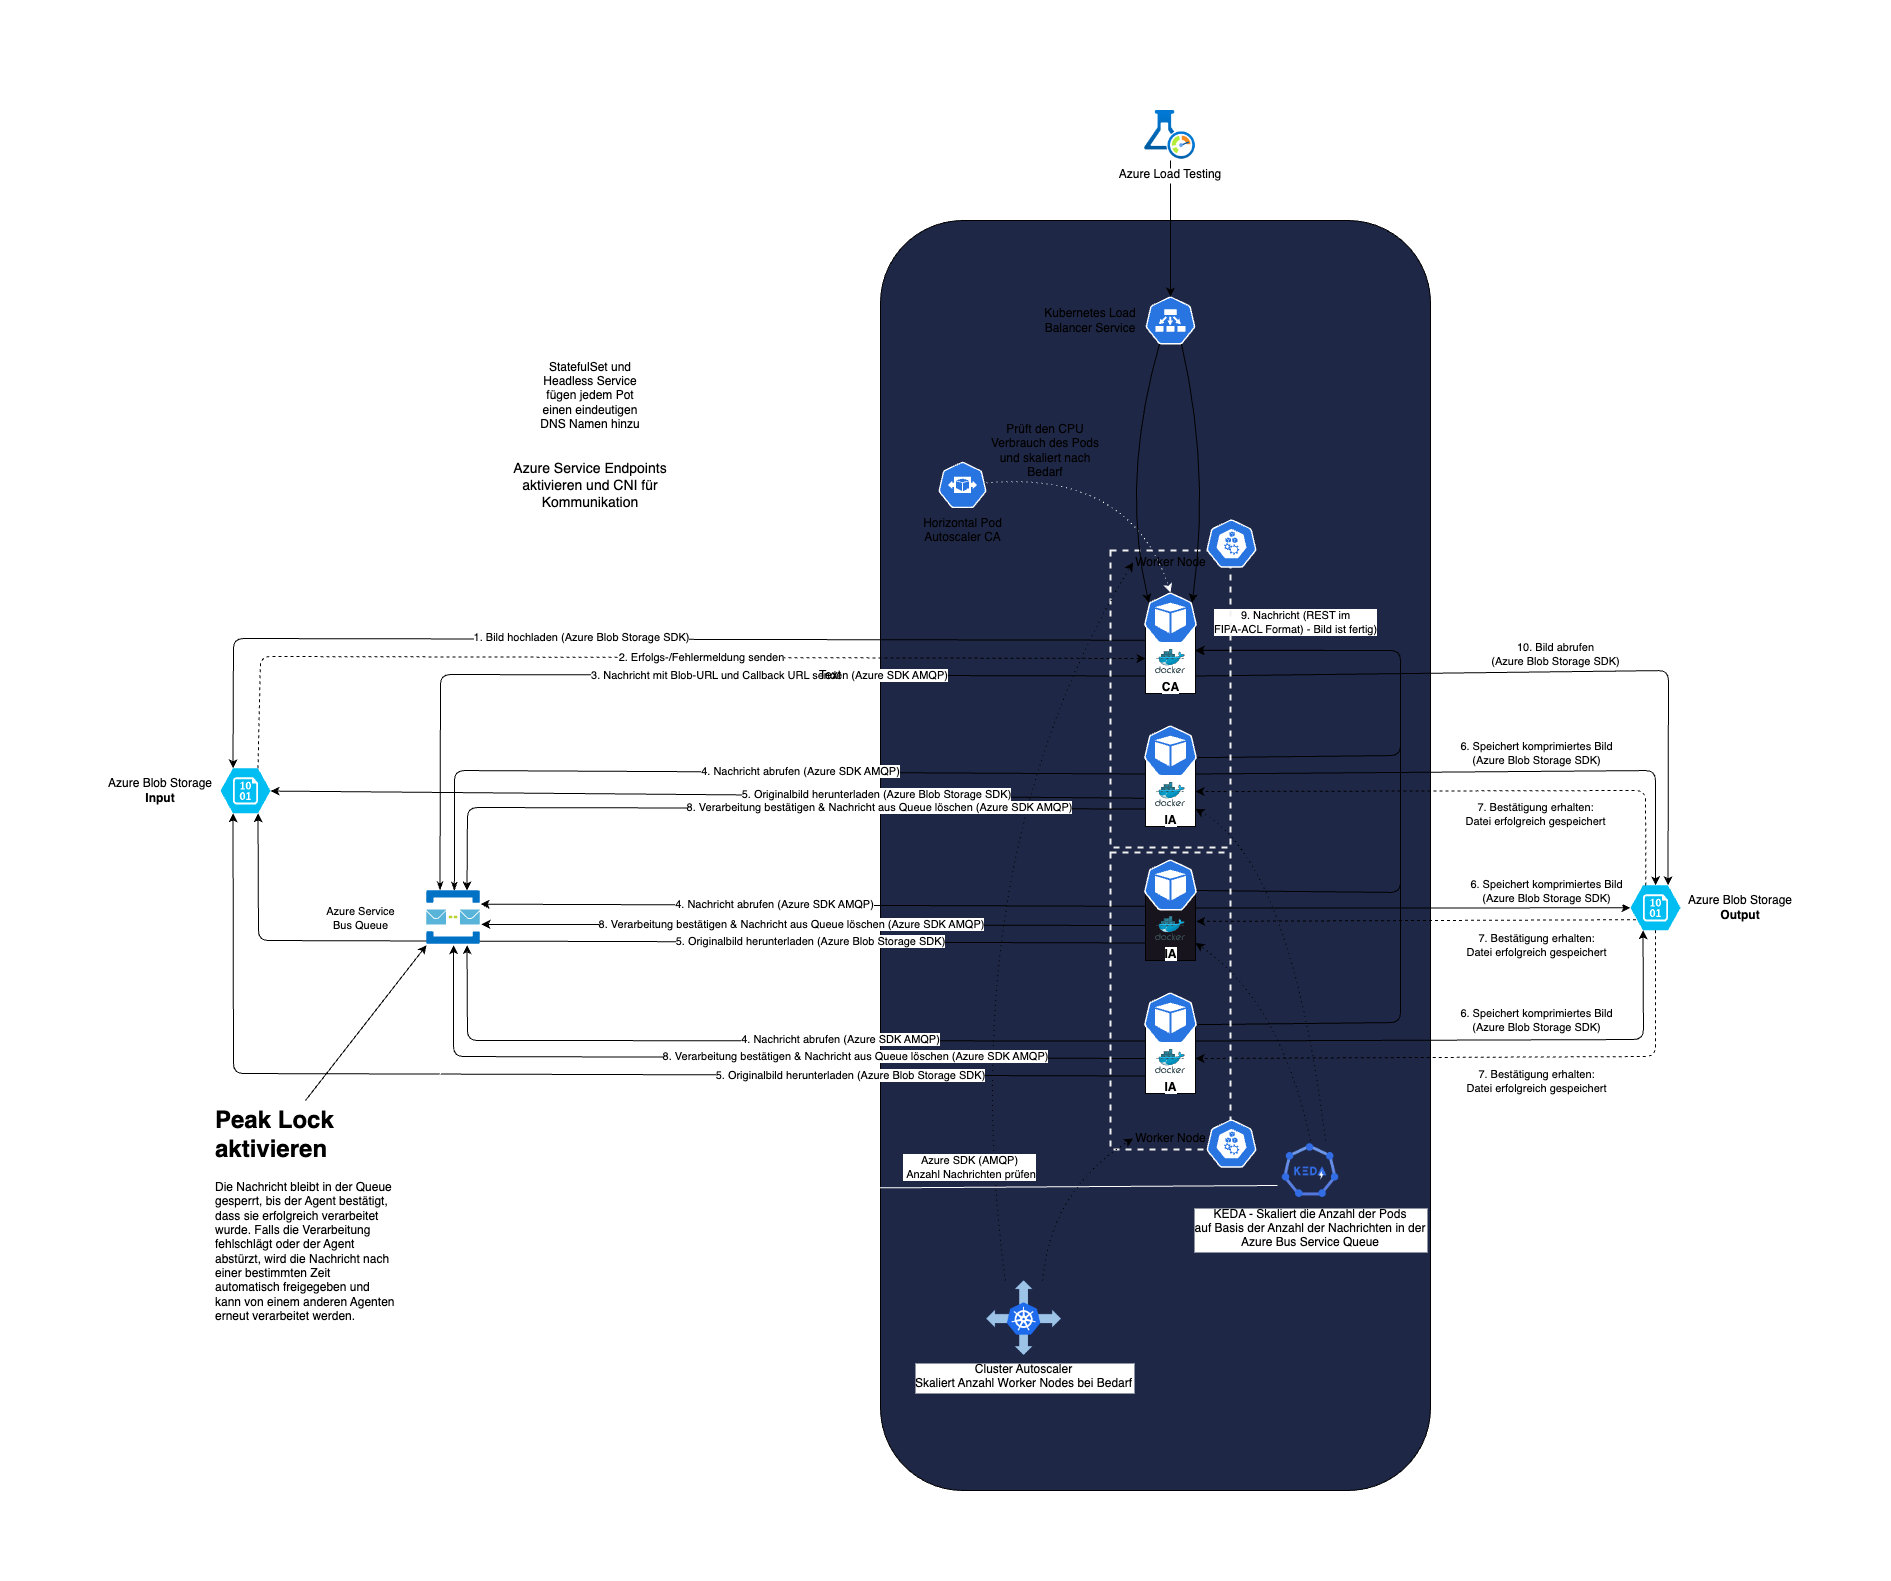 Azure Load Testing
Kubernetes Load
Balancer Service
StatefulSet und
Headless Service
fügen jedem Pot
einen eindeutigen
DNS Namen hinzu
Azure Service Endpoints
aktivieren und CNI für
Kommunikation
Prüft den CPU
Verbrauch des Pods
und skaliert nach
Bedarf
Horizontal Pod
Autoscaler CA
Worker Node
9. Nachricht (REST im
FIPA-ACL Format) - Bild ist fertig)
1. Bild hochladen (Azure Blob Storage SDK)
2. Erfolgs-/Fehlermeldung senden
3. Nachricht mit Blob-URL und Callback URL senden (Azure SDK AMQP)
Text
docker
CA
10. Bild abrufen
(Azure Blob Storage SDK)
4. Nachricht abrufen (Azure SDK AMQP)
5. Originalbild herunterladen (Azure Blob Storage SDK)
8. Verarbeitung bestätigen & Nachricht aus Queue löschen (Azure SDK AMQP)
docker
IA
6. Speichert komprimiertes Bild
(Azure Blob Storage SDK)
7. Bestätigung erhalten:
Datei erfolgreich gespeichert
Azure Blob Storage
Input
10
01
Azure Service
Bus Queue
4. Nachricht abrufen (Azure SDK AMQP)
8. Verarbeitung bestätigen & Nachricht aus Queue löschen (Azure SDK AMQP)
5. Originalbild herunterladen (Azure Blob Storage SDK)
docker
IA
6. Speichert komprimiertes Bild
(Azure Blob Storage SDK)
7. Bestätigung erhalten:
Datei erfolgreich gespeichert
10
01
Azure Blob Storage
Output
4. Nachricht abrufen (Azure SDK AMQP)
8. Verarbeitung bestätigen & Nachricht aus Queue löschen (Azure SDK AMQP)
5. Originalbild herunterladen (Azure Blob Storage SDK)
docker
IA
6. Speichert komprimiertes Bild
(Azure Blob Storage SDK)
7. Bestätigung erhalten:
Datei erfolgreich gespeichert
Worker Node
Peak Lock
aktivieren
Die Nachricht bleibt in der Queue
gesperrt, bis der Agent bestätigt,
dass sie erfolgreich verarbeitet
wurde. Falls die Verarbeitung
fehlschlägt oder der Agent
abstürzt, wird die Nachricht nach
einer bestimmten Zeit
automatisch freigegeben und
kann von einem anderen Agenten
erneut verarbeitet werden.
Azure SDK (AMQP)
Anzahl Nachrichten prüfen
KEDA
KEDA - Skaliert die Anzahl der Pods
auf Basis der Anzahl der Nachrichten in der
Azure Bus Service Queue
Cluster Autoscaler
Skaliert Anzahl Worker Nodes bei Bedarf